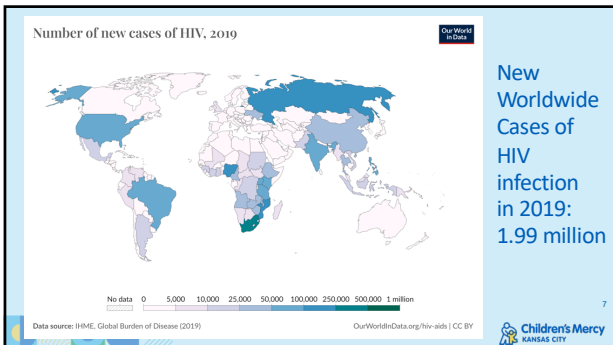 Number of new cases of HIV, 2019
Our World
in Data
New
Worldwide
Cases of
HIV
infection
in 2019:
1.99 million
No data 0 5,000 10,000 25,000 50,000 100,000 250,000 500,000 1 million
Data source: IHME, Global Burden of Disease (2019) OurWorldInData.org/hiv-aids | CC BY
7
Children's Mercy
KANSAS CITY